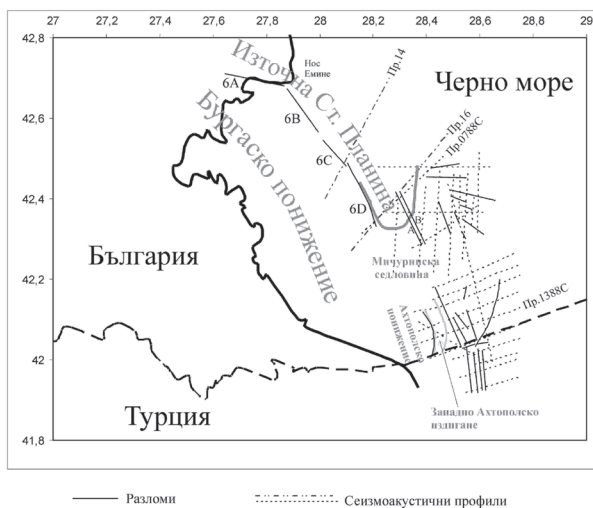 27 27,2 27,4 27,6 27,8 28 28,2 28,4 28,6 28,8 29
42,8
42,6
42,4
42,2
42
41,8
Нос
Емине
Източна Ст. Планина
Бургаско понижение
Черно море
6А
6В
6С
6D
Пр.14
Пр.16
Пр.0788С
А
В
Мичуринска
седловина
България
Ахтополско
понижение
Пр.1388С
Турция
Западно Ахтополско
издигане
Разломи
Сеизмоакустични профили